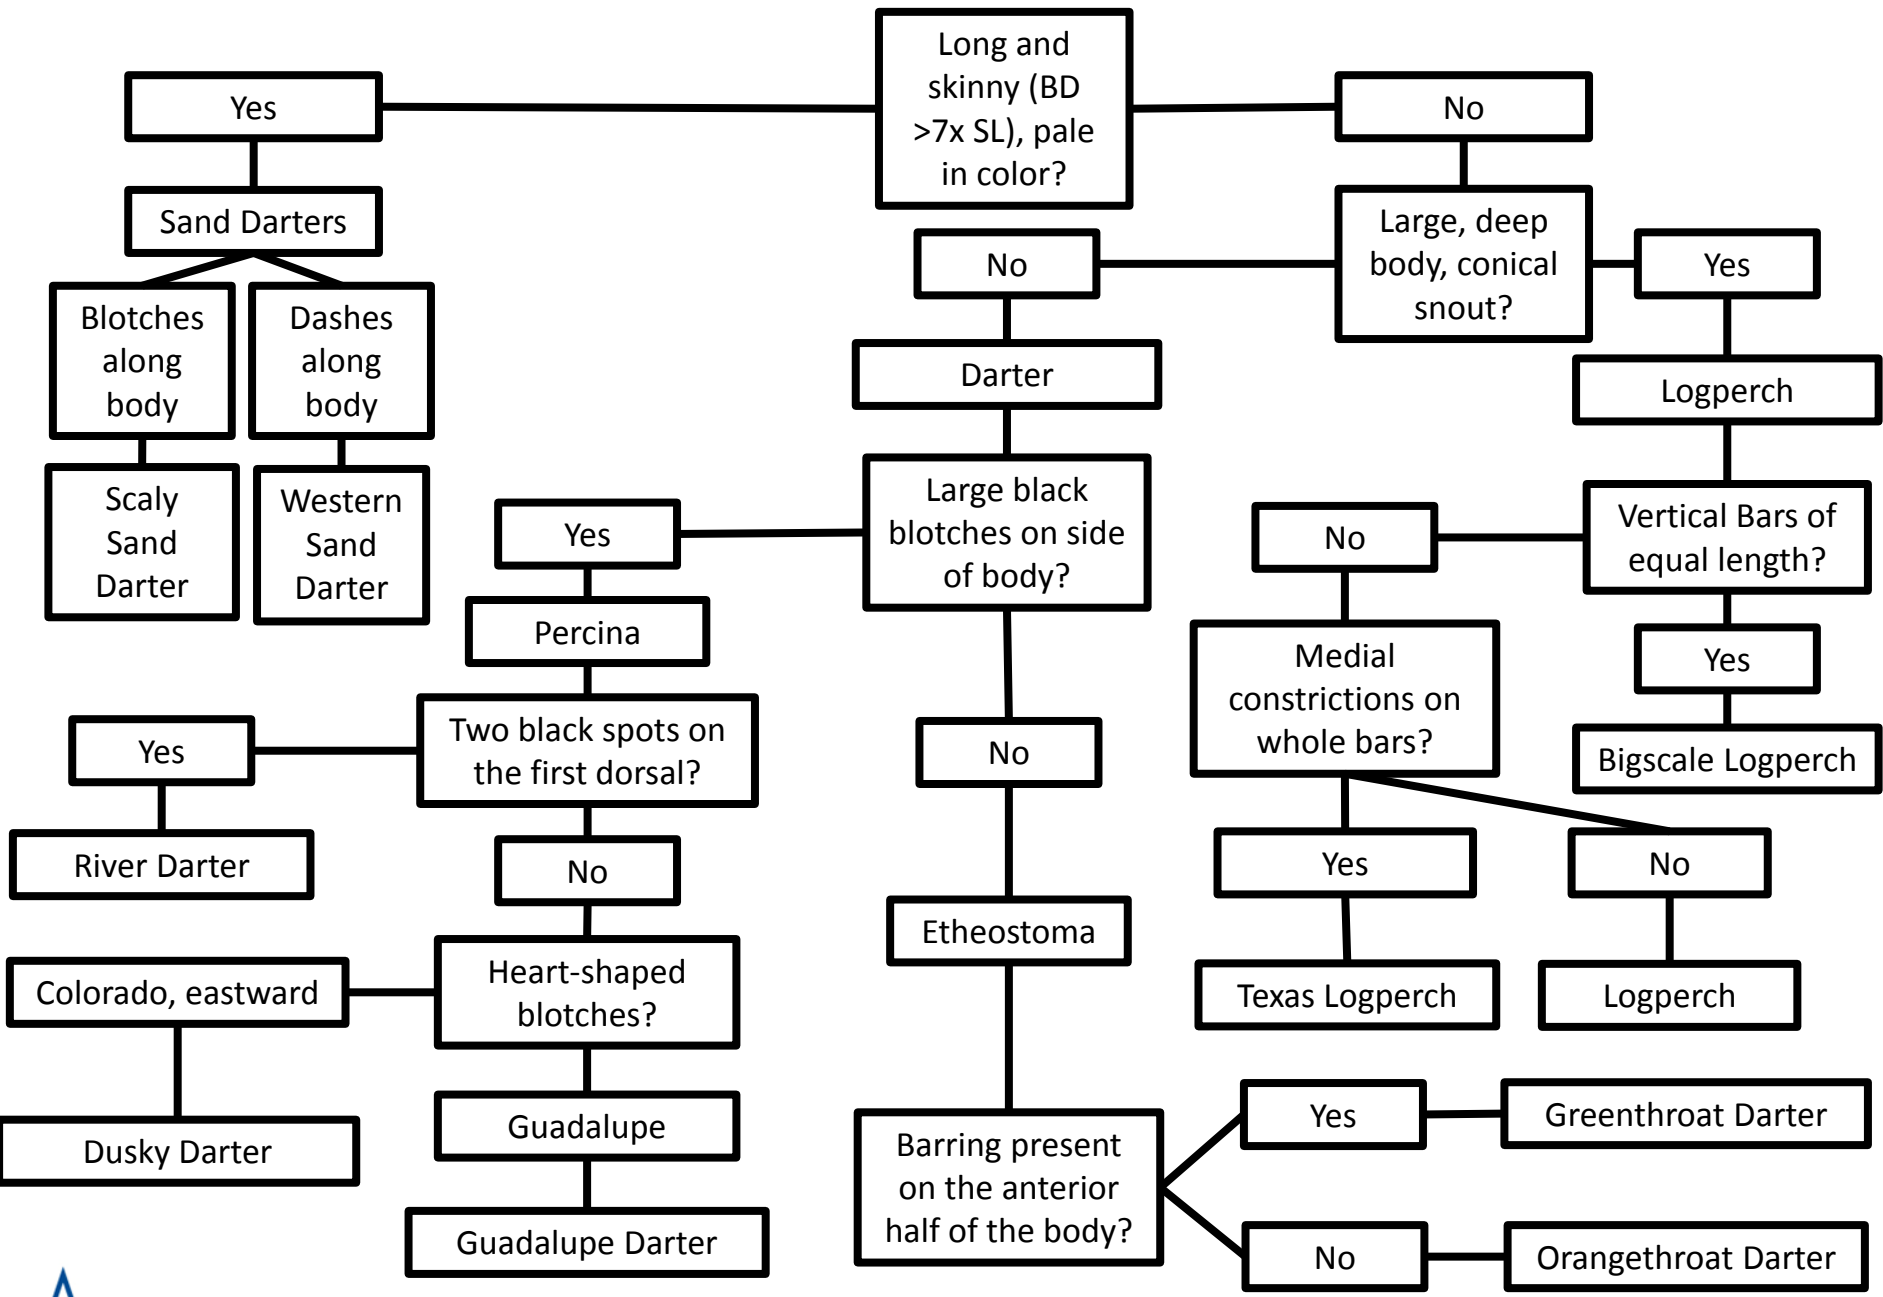 Long and
skinny (BD
>7x SL), pale
in color?
Yes
No
Sand Darters
Blotches
along
body
Dashes
along
body
Scaly
Sand
Darter
Western
Sand
Darter
Large, deep
body, conical
snout?
No
Yes
Darter
Logperch
Large black
blotches on side
of body?
Yes
Percina
Two black spots on
the first dorsal?
Yes
River Darter
No
Heart-shaped
blotches?
Colorado, eastward
Dusky Darter
Guadalupe
Guadalupe Darter
No
Etheostoma
Barring present
on the anterior
half of the body?
Yes
Greenthroat Darter
No
Orangethroat Darter
Vertical Bars of
equal length?
No
Yes
Bigscale Logperch
Medial
constrictions on
whole bars?
Yes
No
Texas Logperch
Logperch